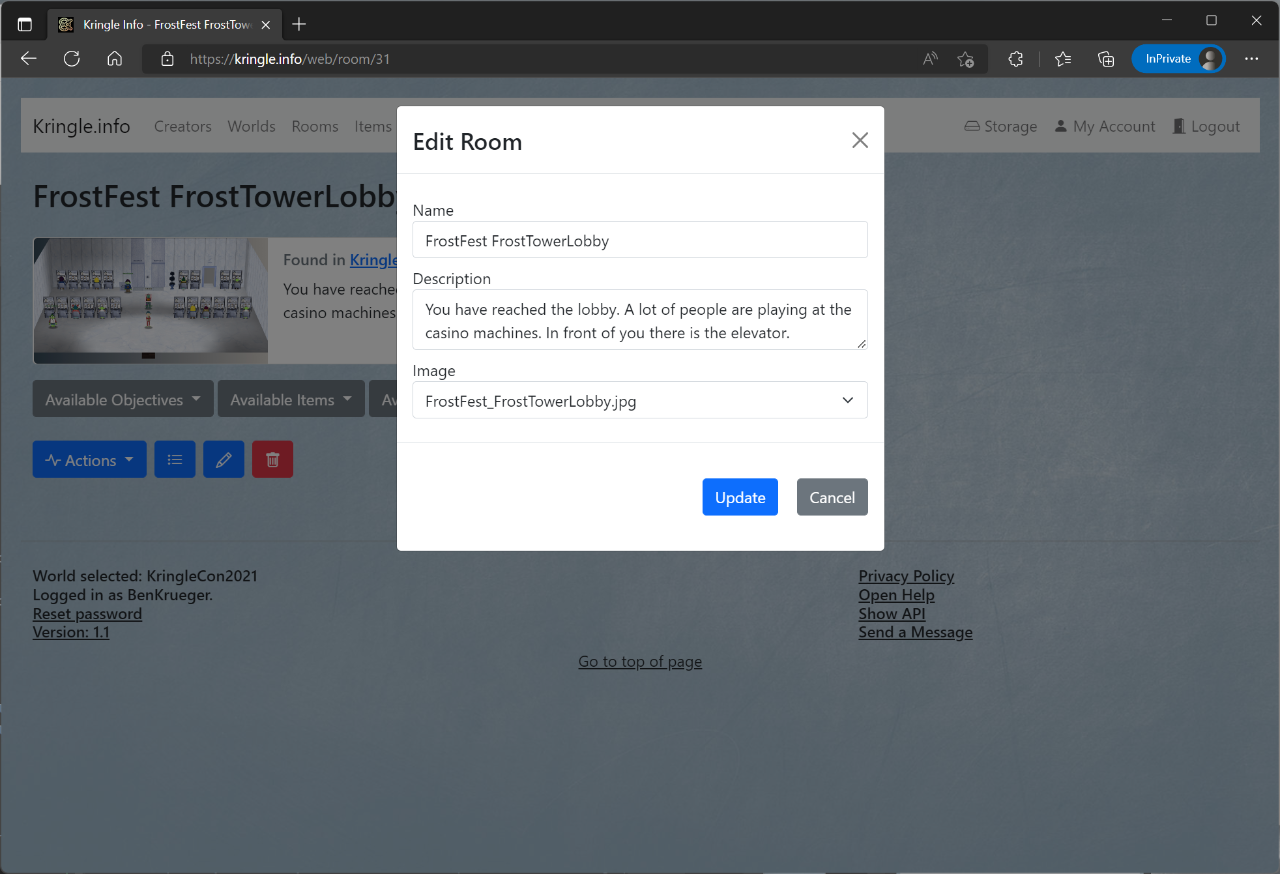 Kringle Info - FrostFest FrostTow
https://kringle.info/web/room/31
InPrivate
Kringle.info Creators Worlds Rooms Items
Storage My Account Logout
Edit Room
FrostFest FrostTowerLobby
Found in Kringle
You have reache
casino machines
Name
FrostFest FrostTowerLobby
Description
You have reached the lobby. A lot of people are playing at the
casino machines. In front of you there is the elevator.
Image
FrostFest_FrostTowerLobby.jpg
Available Objectives Available Items Av
Actions
Update Cancel
World selected: KringleCon2021
Logged in as BenKrueger.
Reset password
Version: 1.1
Privacy Policy
Open Help
Show API
Send a Message
Go to top of page